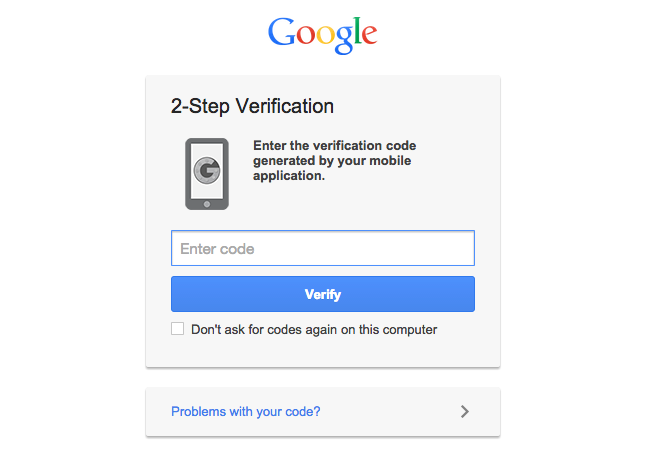 Google
2-Step Verification
Enter the verification code
generated by your mobile
application.
Enter code
Verify
Don't ask for codes again on this computer
Problems with your code?